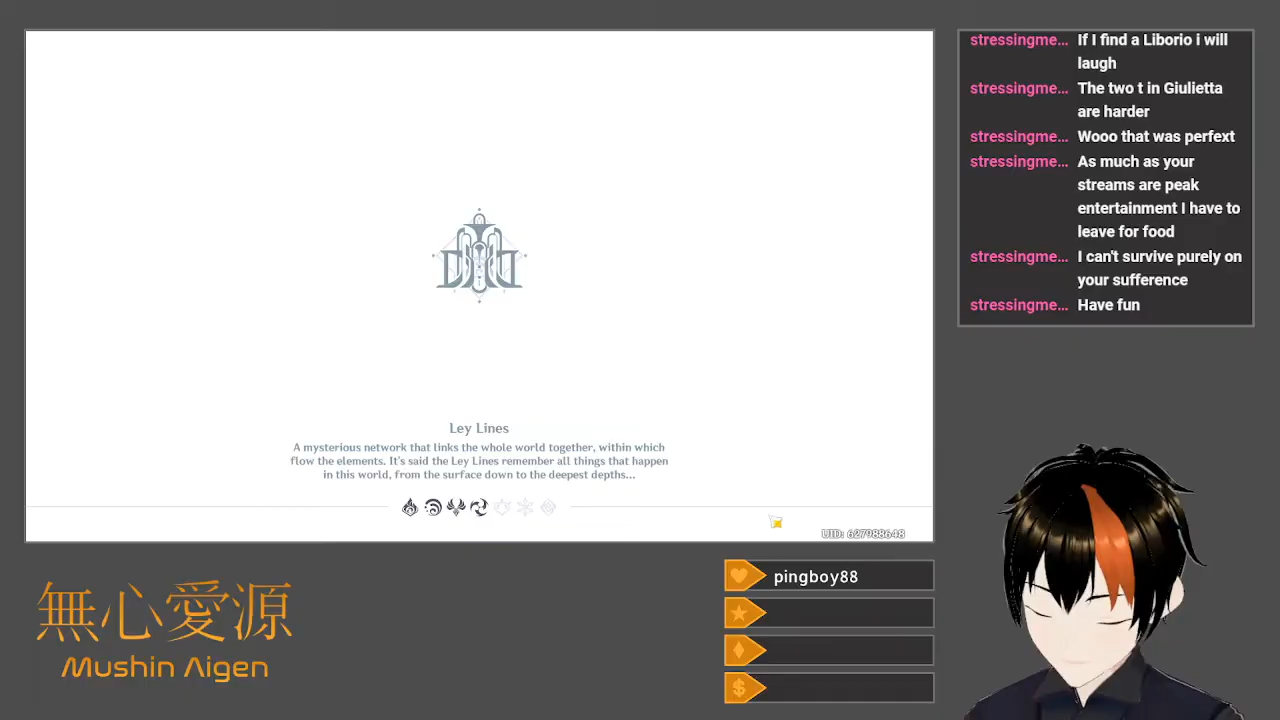 Ley Lines
A mysterious network that links the whole world together, within which
flow the elements. It's said the Ley Lines remember all things that happen
in this world, from the surface down to the deepest depths...
UID: 627988648
stressingme... If I find a Liborio i will
laugh
stressingme... The two t in Giulietta
are harder
stressingme... Wooo that was perfext
stressingme... As much as your
streams are peak
entertainment I have to
leave for food
stressingme... I can't survive purely on
your sufference
stressingme... Have fun
無心愛源
Mushin Aigen
pingboy88
$